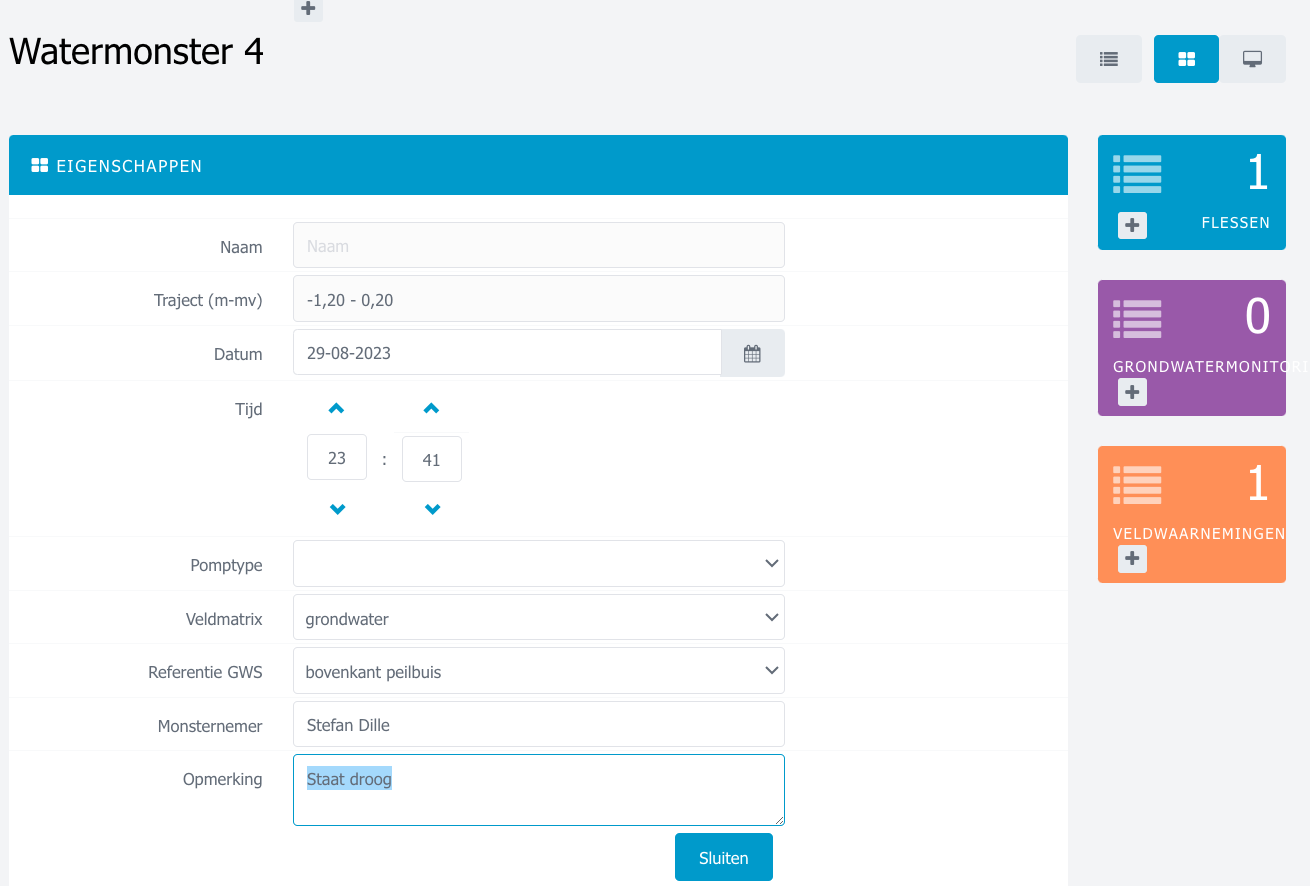 Watermonster 4
EIGENSCHAPPEN
Naam Naam
Traject (m-mv) -1,20 - 0,20
Datum 29-08-2023
Tijd 23 : 41
Pomptype
Veldmatrix grondwater
Referentie GWS bovenkant peilbuis
Monsternemer Stefan Dille
Opmerking Staat droog
Sluiten
1
FLESSEN
0
GRONDWATERMONITORI
1
VELDWAARNEMINGEN